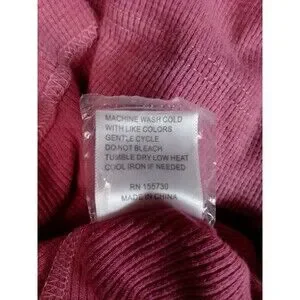 MACHINE WASH COLD
WITH LIKE COLORS
GENTLE CYCLE
DO NOT BLEACH
TUMBLE DRY LOW HEAT
COOL IRON IF NEEDED
RN 155730
MADE IN CHINA